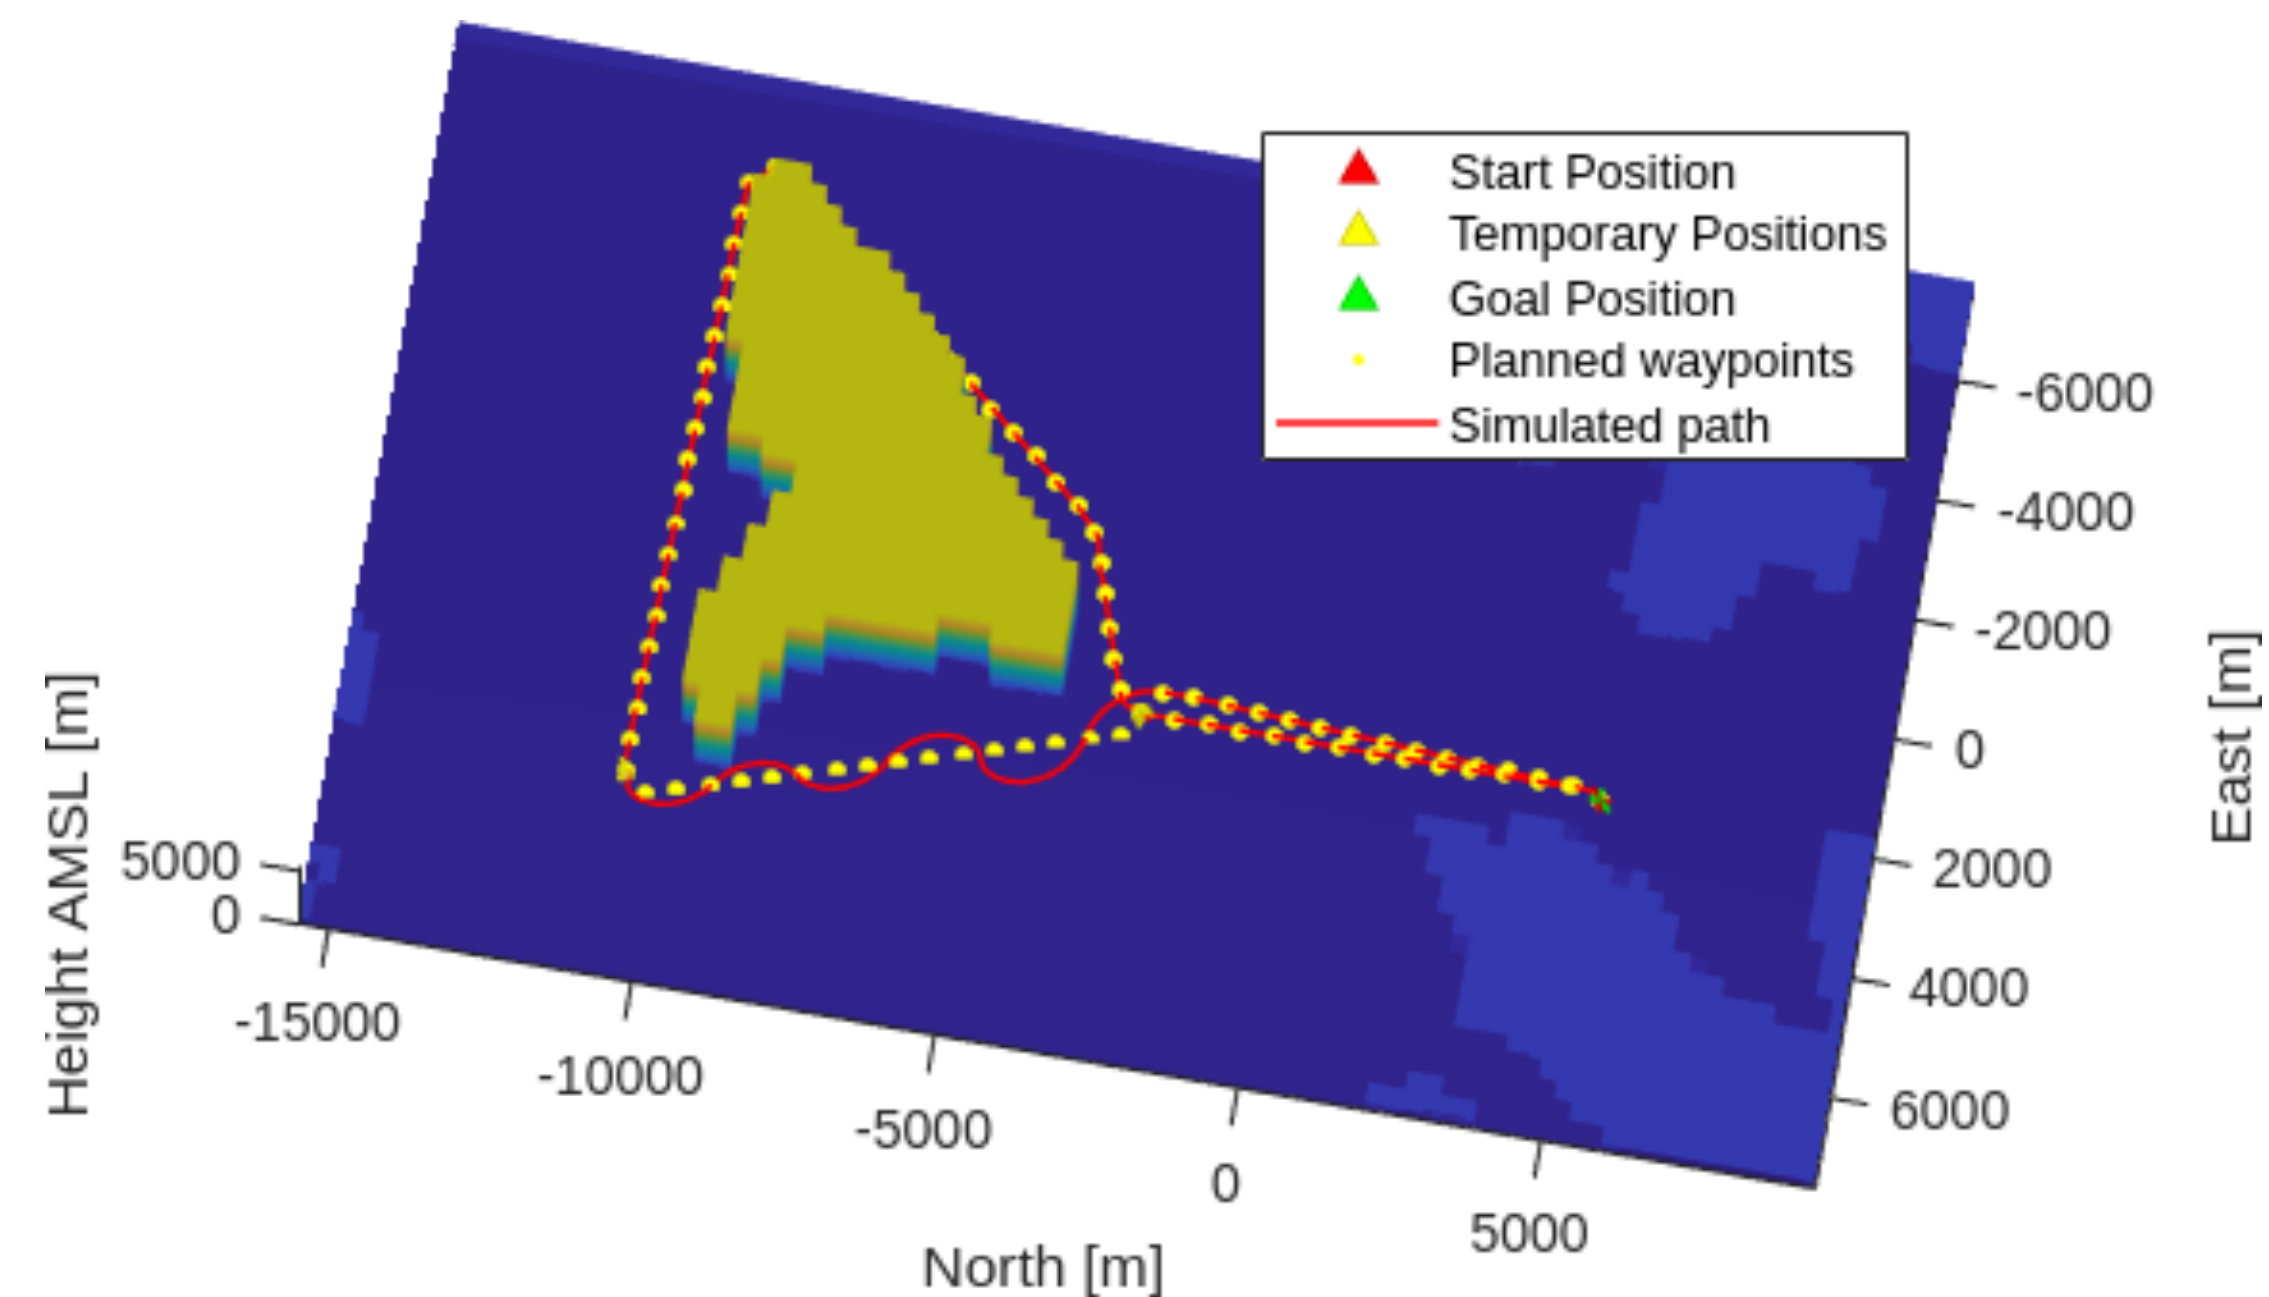 Start Position
Temporary Positions
Goal Position
Planned waypoints
Simulated path
-6000
-4000
-2000
0
2000
4000
6000
East [m]
Height AMSL [m]
5000
0
-15000
-10000
-5000
0
5000
North [m]